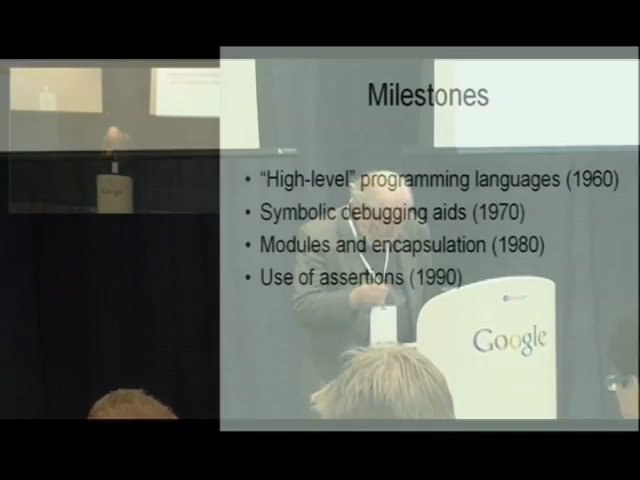 Milestones
• “High-level” programming languages (1960)
• Symbolic debugging aids (1970)
• Modules and encapsulation (1980)
• Use of assertions (1990)
Google
Google